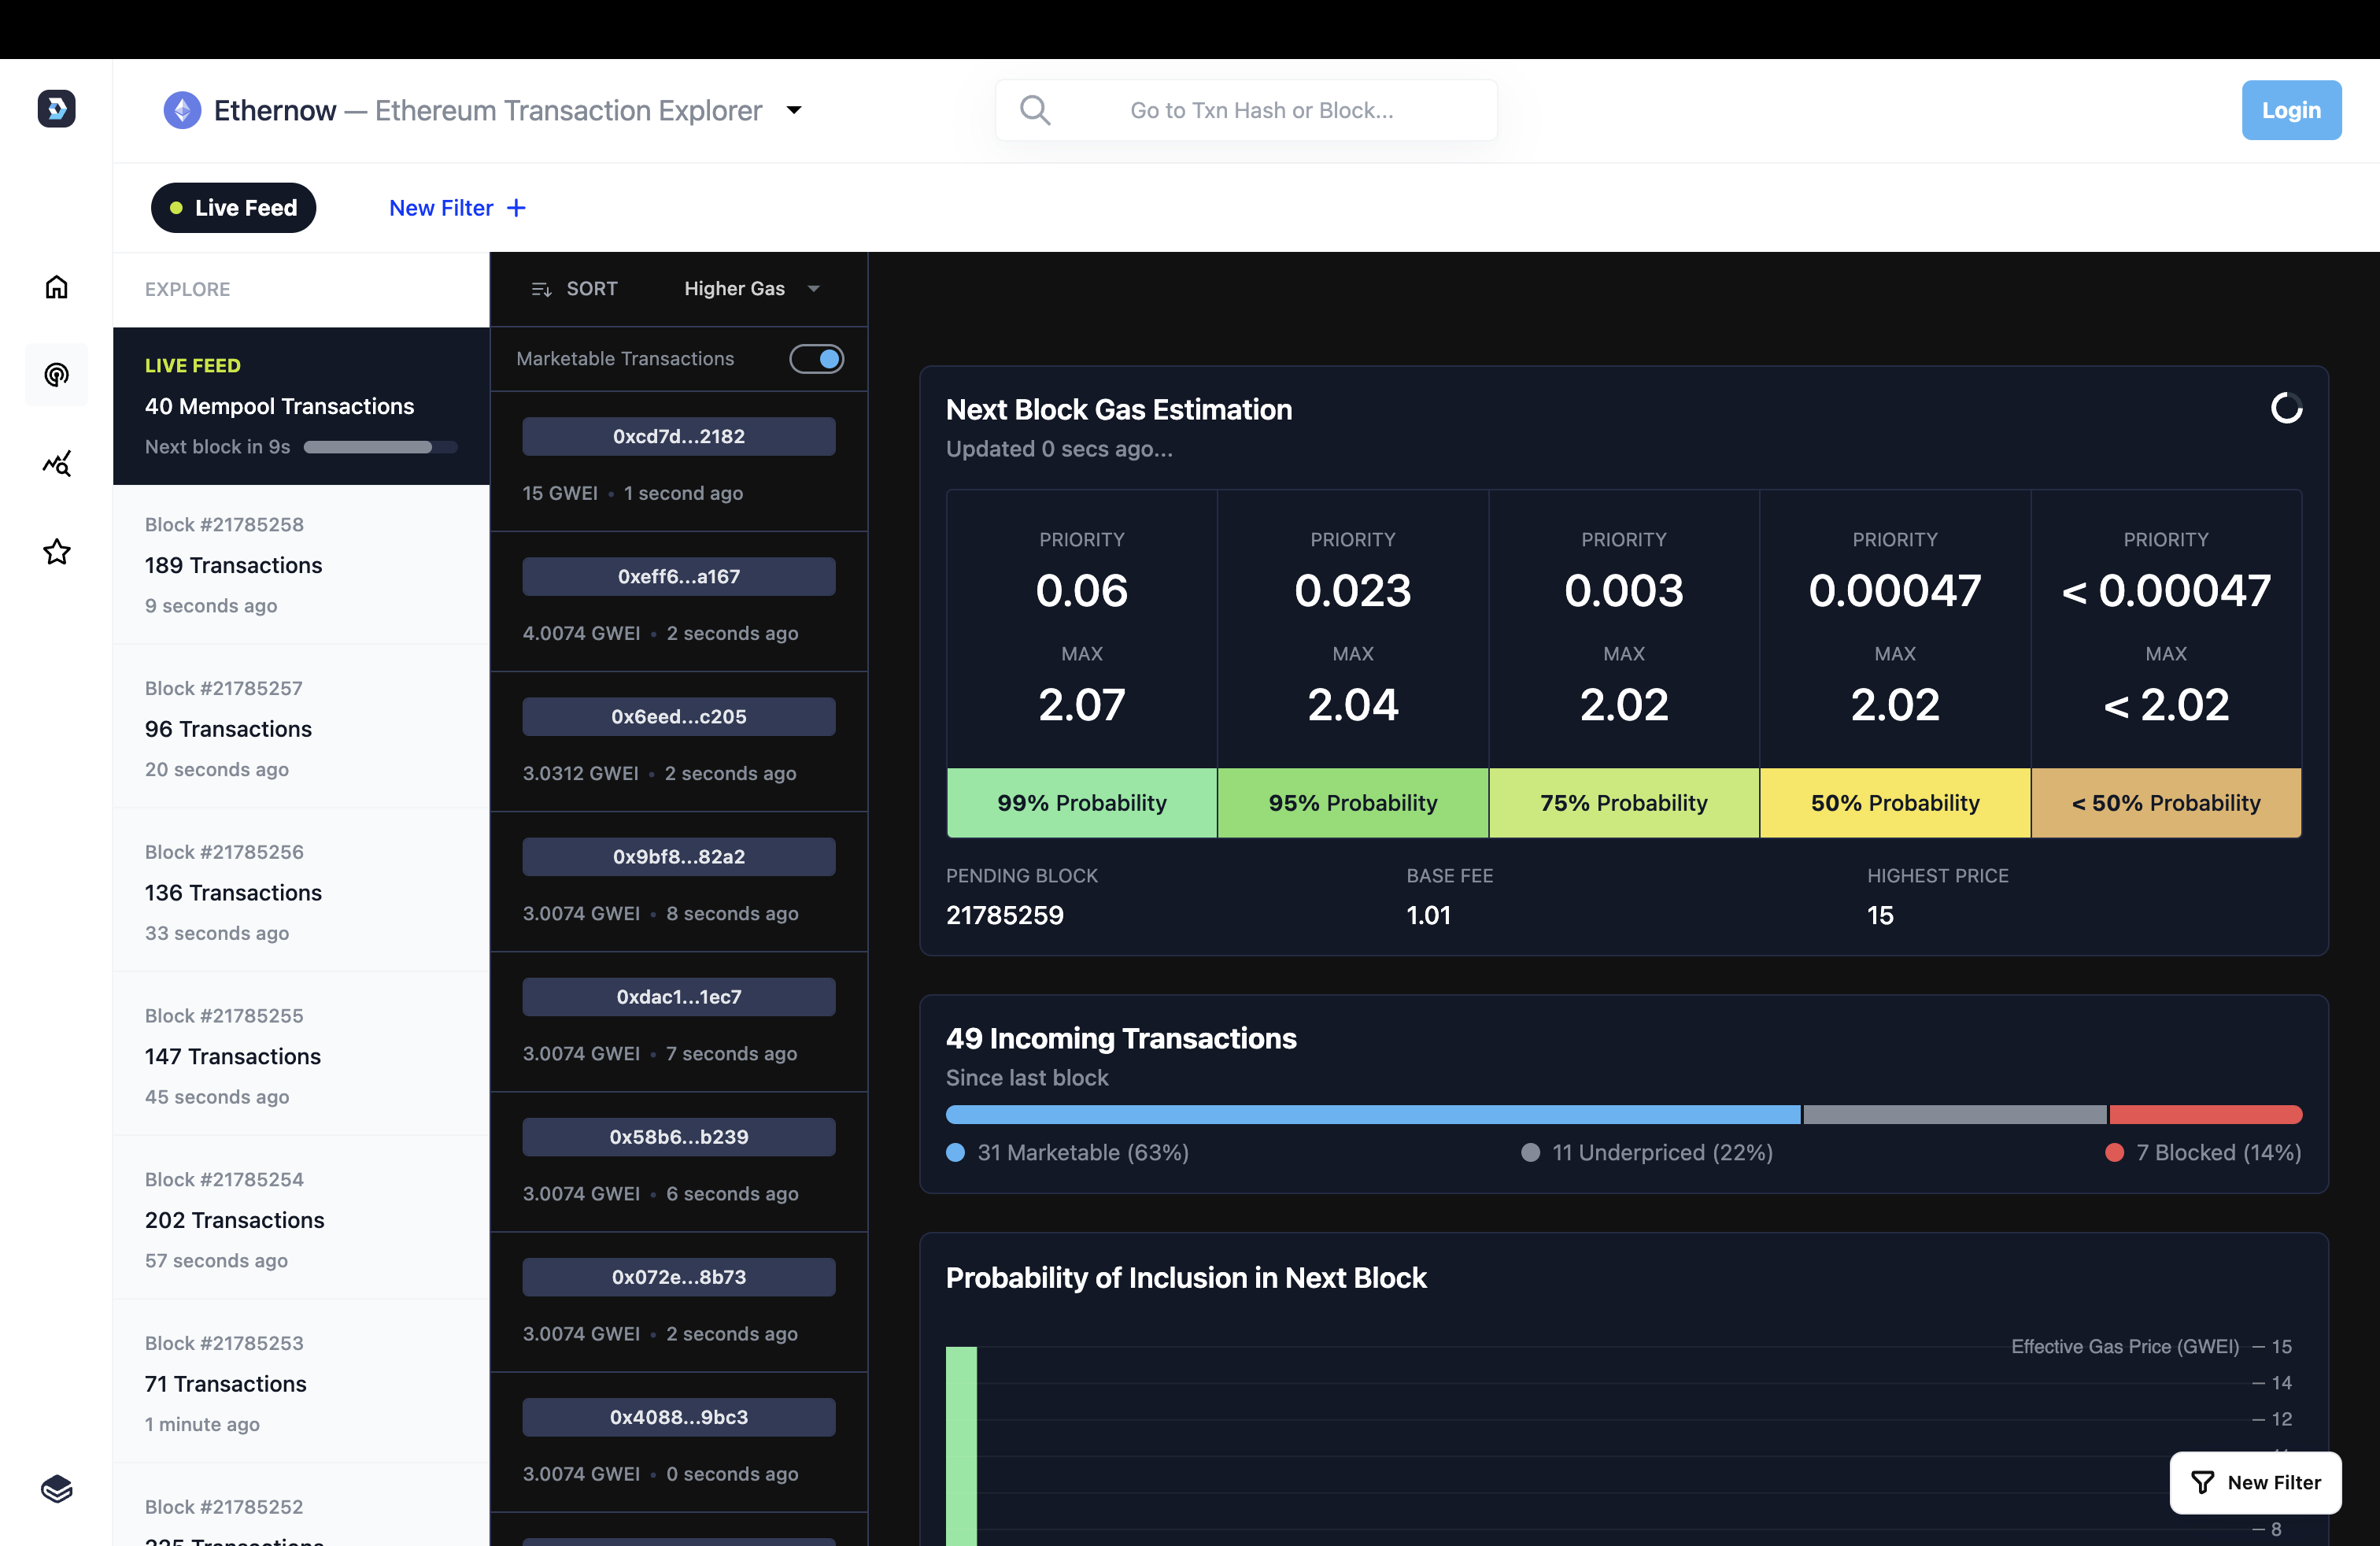 Ethernow — Ethereum Transaction Explorer
Go to Txn Hash or Block...
Login
Live Feed
New Filter +
EXPLORE
LIVE FEED
40 Mempool Transactions
Next block in 9s
Block #21785258
189 Transactions
9 seconds ago
Block #21785257
96 Transactions
20 seconds ago
Block #21785256
136 Transactions
33 seconds ago
Block #21785255
147 Transactions
45 seconds ago
Block #21785254
202 Transactions
57 seconds ago
Block #21785253
71 Transactions
1 minute ago
Block #21785252
SORT Higher Gas
Marketable Transactions
0xcd7d...2182
15 GWEI • 1 second ago
0xeff6...a167
4.0074 GWEI • 2 seconds ago
0x6eed...c205
3.0312 GWEI • 2 seconds ago
0x9bf8...82a2
3.0074 GWEI • 8 seconds ago
0xdac1...1ec7
3.0074 GWEI • 7 seconds ago
0x58b6...b239
3.0074 GWEI • 6 seconds ago
0x072e...8b73
3.0074 GWEI • 2 seconds ago
0x4088...9bc3
3.0074 GWEI • 0 seconds ago
Next Block Gas Estimation
Updated 0 secs ago...
PRIORITY PRIORITY PRIORITY PRIORITY PRIORITY
0.06 0.023 0.003 0.00047 < 0.00047
MAX MAX MAX MAX MAX
2.07 2.04 2.02 2.02 < 2.02
99% Probability 95% Probability 75% Probability 50% Probability < 50% Probability
PENDING BLOCK BASE FEE HIGHEST PRICE
21785259 1.01 15
49 Incoming Transactions
Since last block
31 Marketable (63%) 11 Underpriced (22%) 7 Blocked (14%)
Probability of Inclusion in Next Block
Effective Gas Price (GWEI) — 15
— 14
— 12
New Filter
— 8